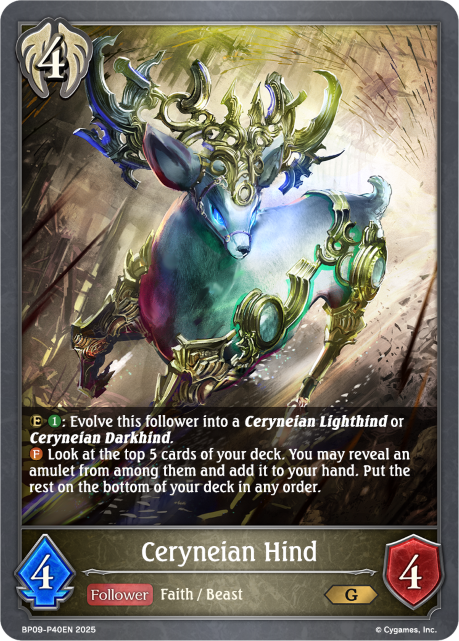 4
E 1: Evolve this follower into a Ceryneian Lighthind or
Ceryneian Darkhind.
F Look at the top 5 cards of your deck. You may reveal an
amulet from among them and add it to your hand. Put the
rest on the bottom of your deck in any order.
Ceryneian Hind
4
Follower Faith / Beast
G
4
BP09-P40EN 2025
© Cygames, Inc.